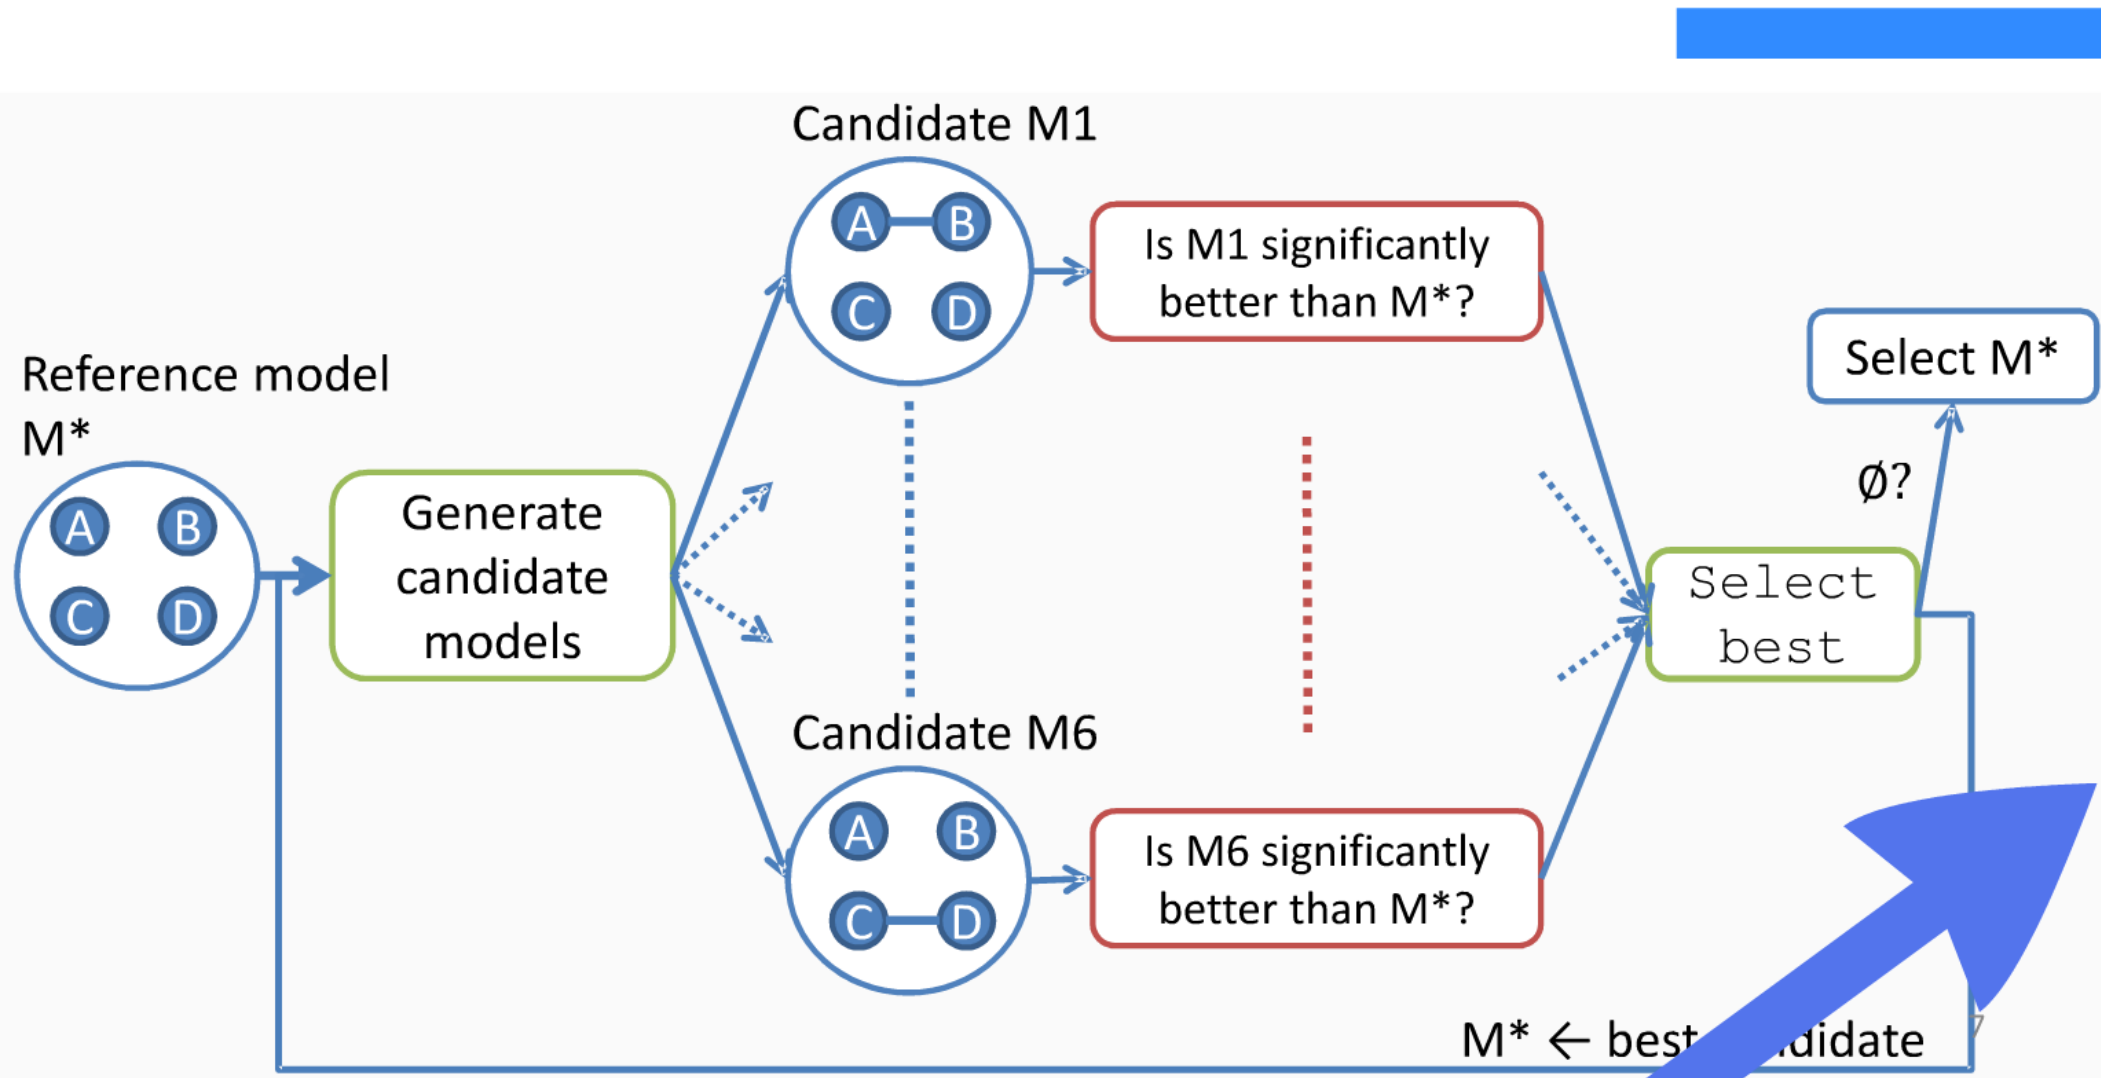 Candidate M1
A B
C D
Is M1 significantly
better than M*?
Reference model
M*
A B
C D
Generate
candidate
models
Select M*
Ø?
Select
best
Candidate M6
A B
C D
Is M6 significantly
better than M*?
M* ← best